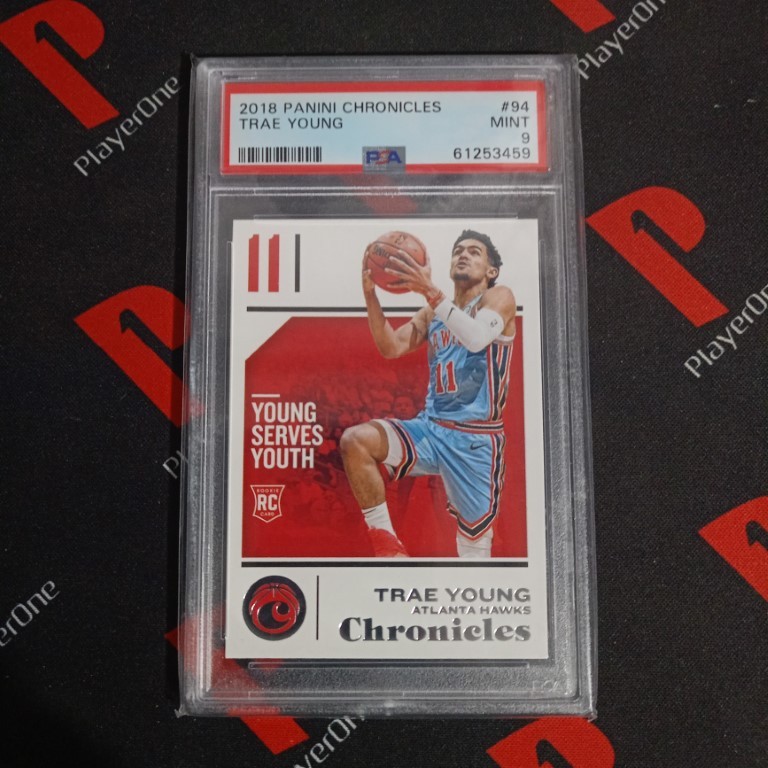 PlayerOne
PlayerOne
2018 PANINI CHRONICLES #94
TRAE YOUNG MINT
9
PSA 61253459
11
11
YOUNG
SERVES
YOUTH
ROOKIE
RC
CARD
TRAE YOUNG
ATLANTA HAWKS
Chronicles
PlayerOne
PlayerOne
PlayerOne